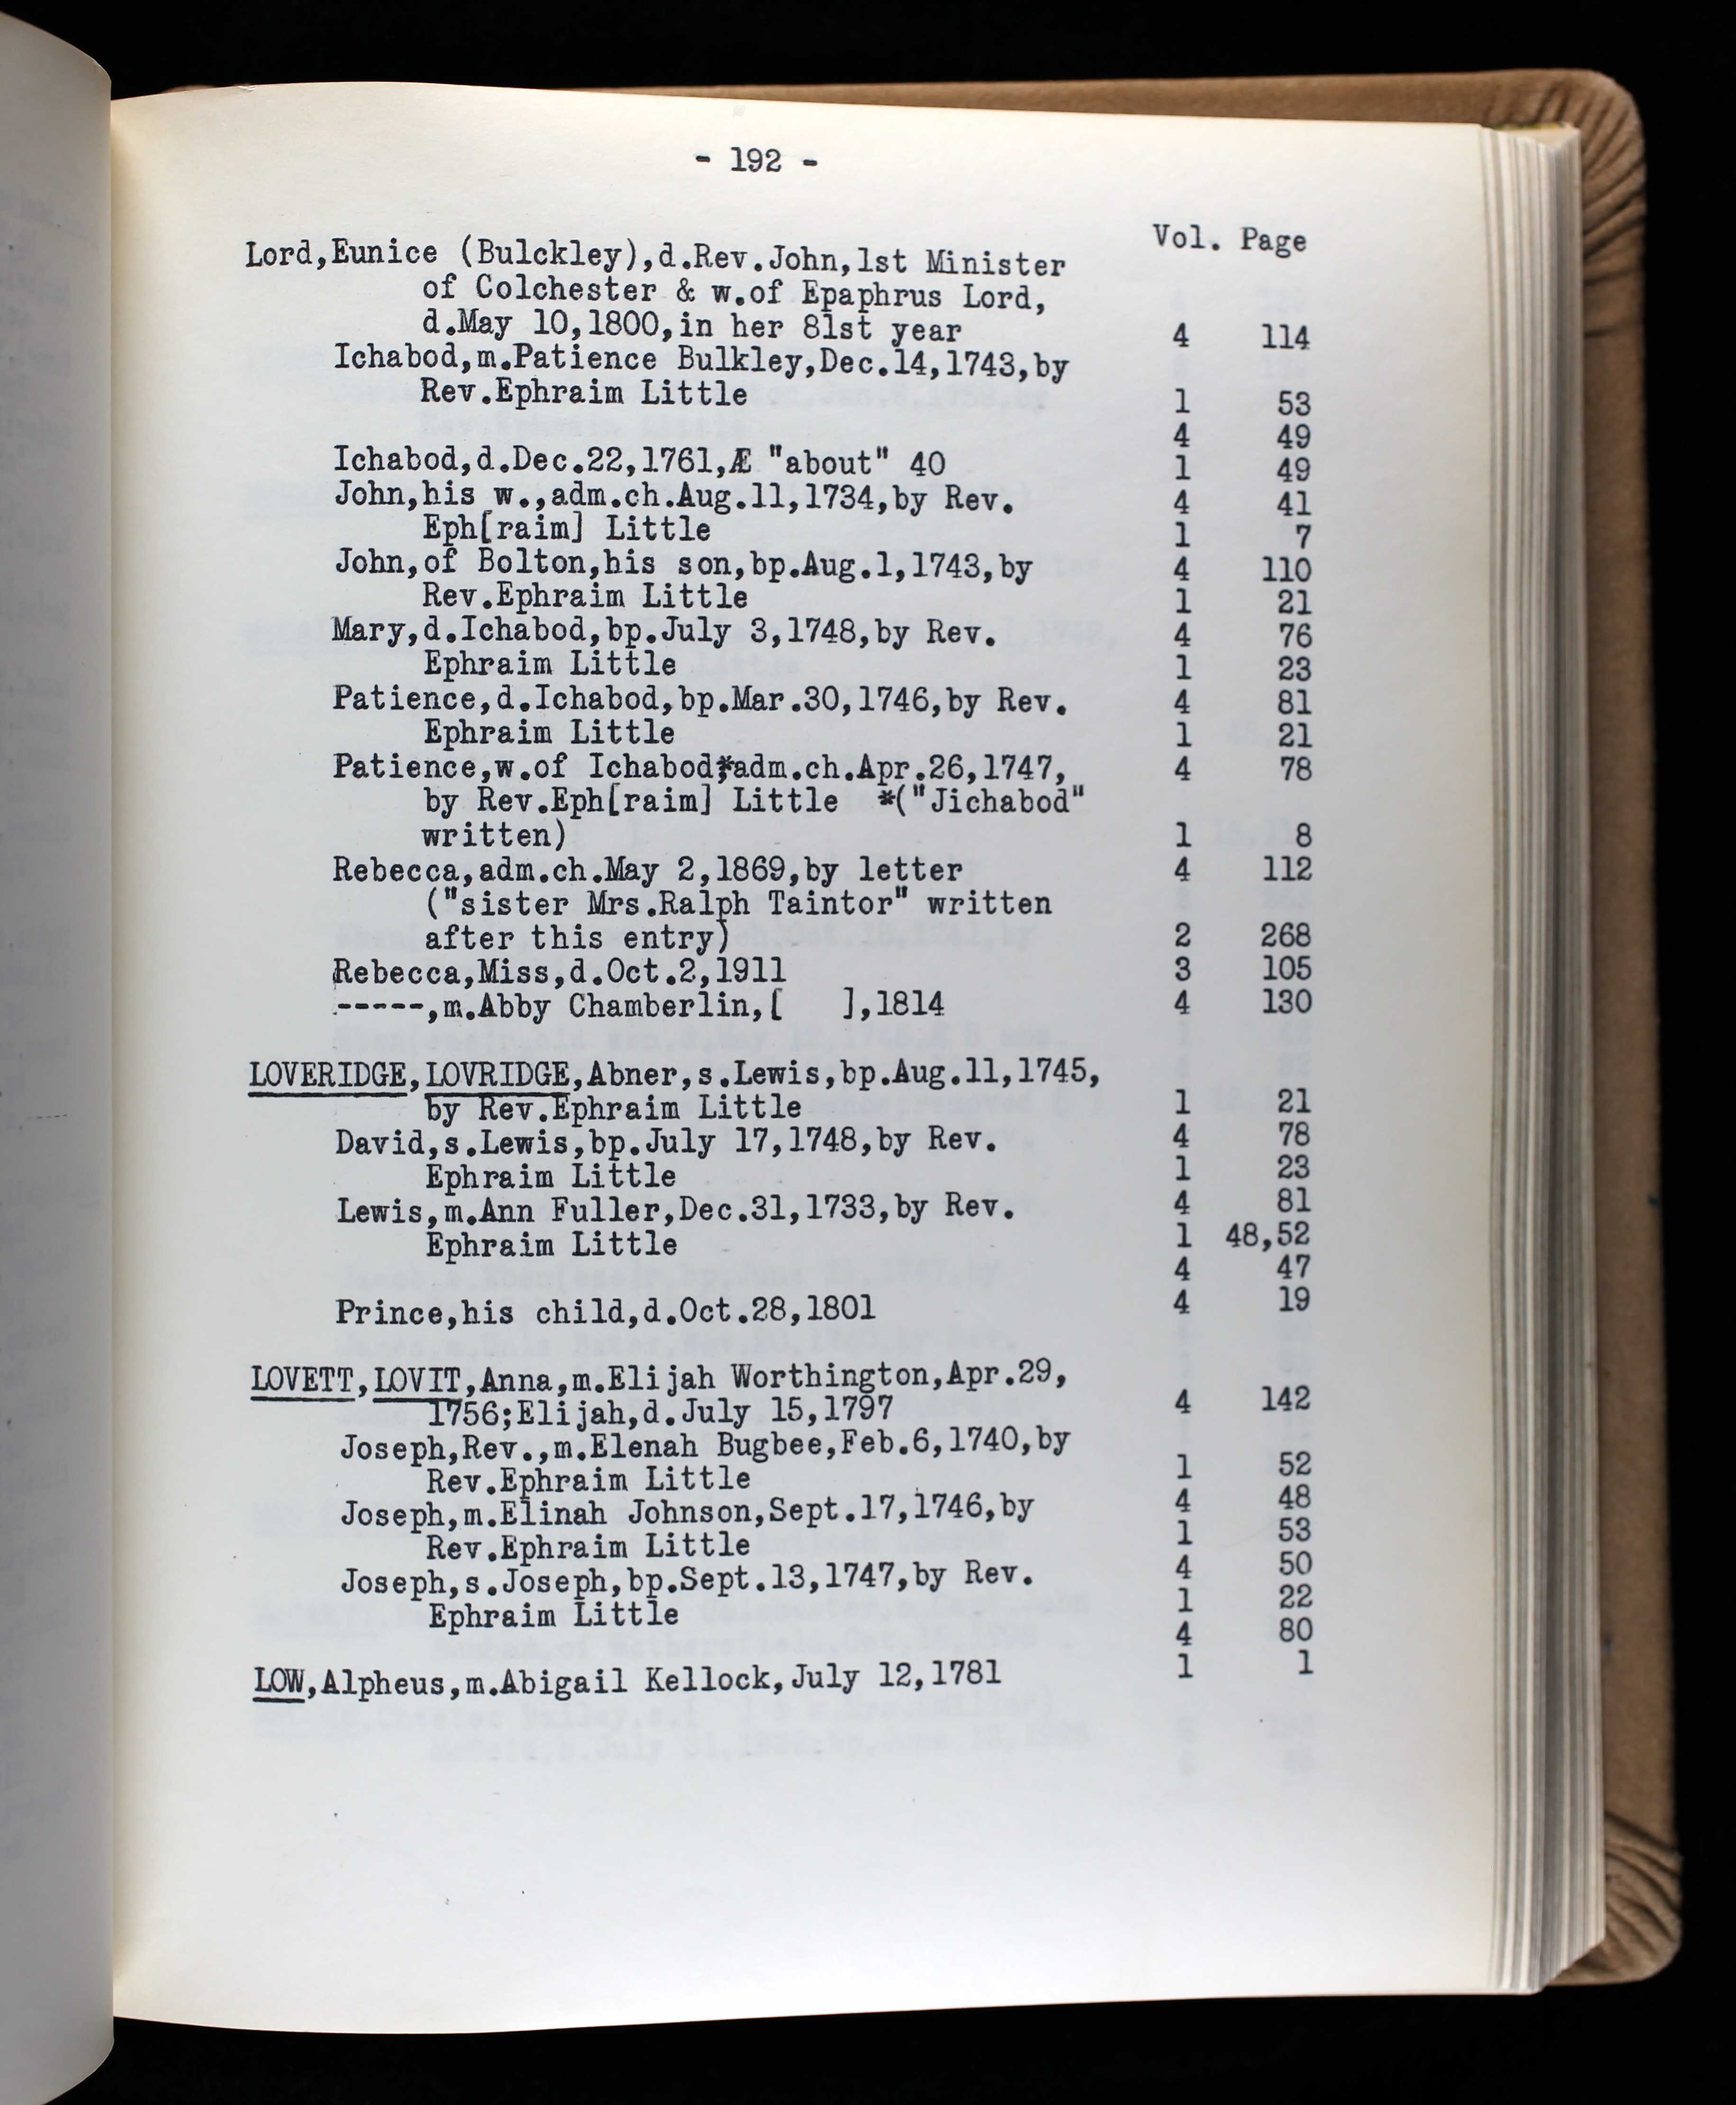 - 192 -
Vol. Page
Lord,Eunice (Bulckley),d.Rev.John,1st Minister
of Colchester & w.of Epaphrus Lord,
d.May 10,1800,in her 81st year 4 114
Ichabod,m.Patience Bulkley,Dec.14,1743,by
Rev.Ephraim Little 1 53
4 49
Ichabod,d.Dec.22,1761,Æ "about" 40 1 49
John,his w.,adm.ch.Aug.11,1734,by Rev. 4 41
Eph[raim] Little 1 7
John,of Bolton,his son,bp.Aug.1,1743,by 4 110
Rev.Ephraim Little 1 21
Mary,d.Ichabod,bp.July 3,1748,by Rev. 4 76
Ephraim Little 1 23
Patience,d.Ichabod,bp.Mar.30,1746,by Rev. 4 81
Ephraim Little 1 21
Patience,w.of Ichabod,*adm.ch.Apr.26,1747, 4 78
by Rev.Eph[raim] Little *("Jichabod"
written) 1 8
Rebecca,adm.ch.May 2,1869,by letter 4 112
("sister Mrs.Ralph Taintor" written
after this entry) 2 268
Rebecca,Miss,d.Oct.2,1911 3 105
-----,m.Abby Chamberlin,[ ],1814 4 130
LOVERIDGE,LOVRIDGE,Abner,s.Lewis,bp.Aug.11,1745,
by Rev.Ephraim Little 1 21
David,s.Lewis,bp.July 17,1748,by Rev. 4 78
Ephraim Little 1 23
Lewis,m.Ann Fuller,Dec.31,1733,by Rev. 4 81
Ephraim Little 1 48,52
4 47
Prince,his child,d.Oct.28,1801 4 19
LOVETT,LOVIT,Anna,m.Elijah Worthington,Apr.29,
1756;Elijah,d.July 15,1797 4 142
Joseph,Rev.,m.Elenah Bugbee,Feb.6,1740,by
Rev.Ephraim Little 1 52
Joseph,m.Elinah Johnson,Sept.17,1746,by 4 48
Rev.Ephraim Little 1 53
Joseph,s.Joseph,bp.Sept.13,1747,by Rev. 4 50
Ephraim Little 1 22
4 80
LOW,Alpheus,m.Abigail Kellock,July 12,1781 1 1